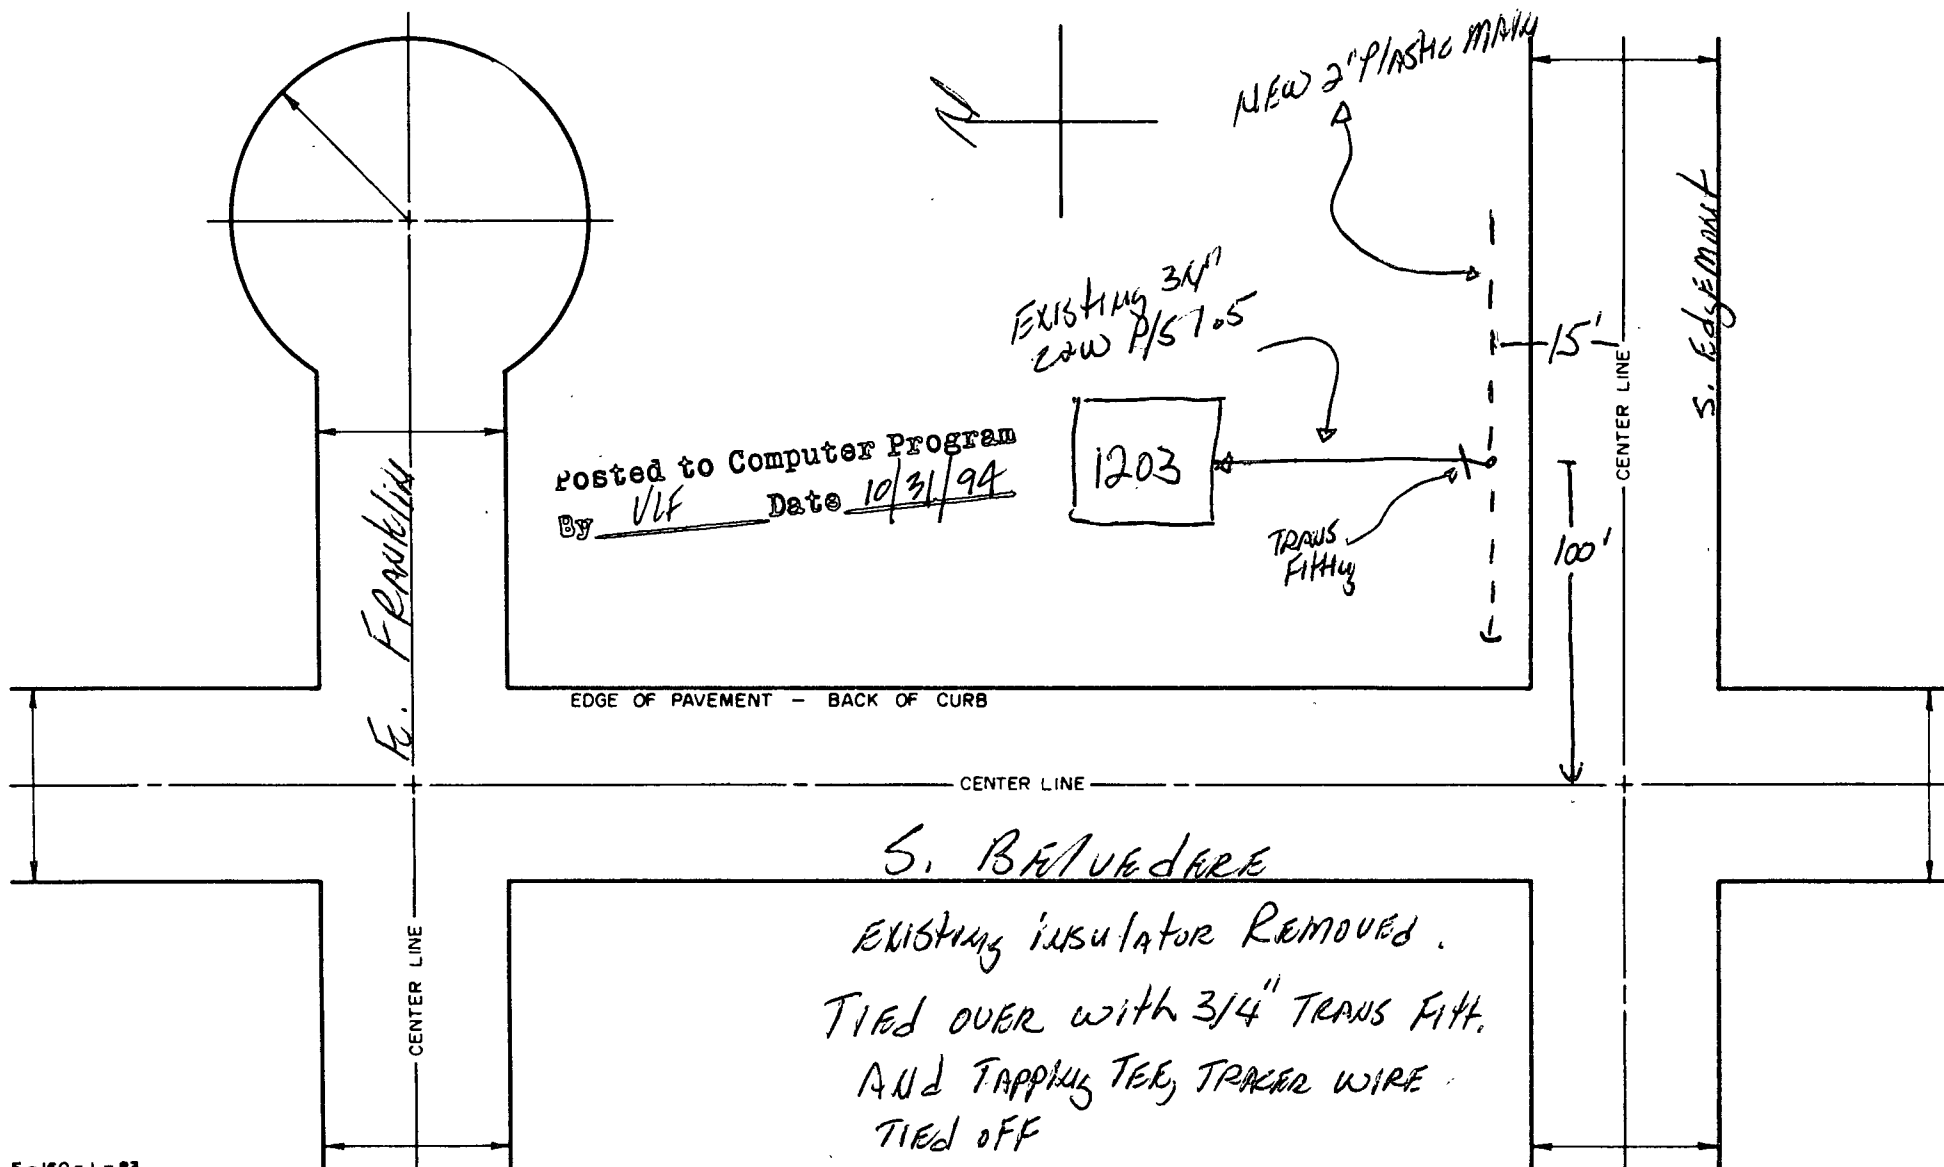 N
NEW 2" PLASTIC MAIN
S. Edgemont
EXISTING 3/4"
C&W P/S 1.5
15'
CENTER LINE
Posted to Computer Program
By VLF Date 10/31/94
1203
TRANS
FITTING
100'
E. FRANKLIN
EDGE OF PAVEMENT – BACK OF CURB
CENTER LINE
S. BELVEDERE
EXISTING INSULATOR REMOVED.
TIED OVER WITH 3/4" TRANS FITT.
AND TAPPING TEE, TRACER WIRE
TIED OFF
CENTER LINE